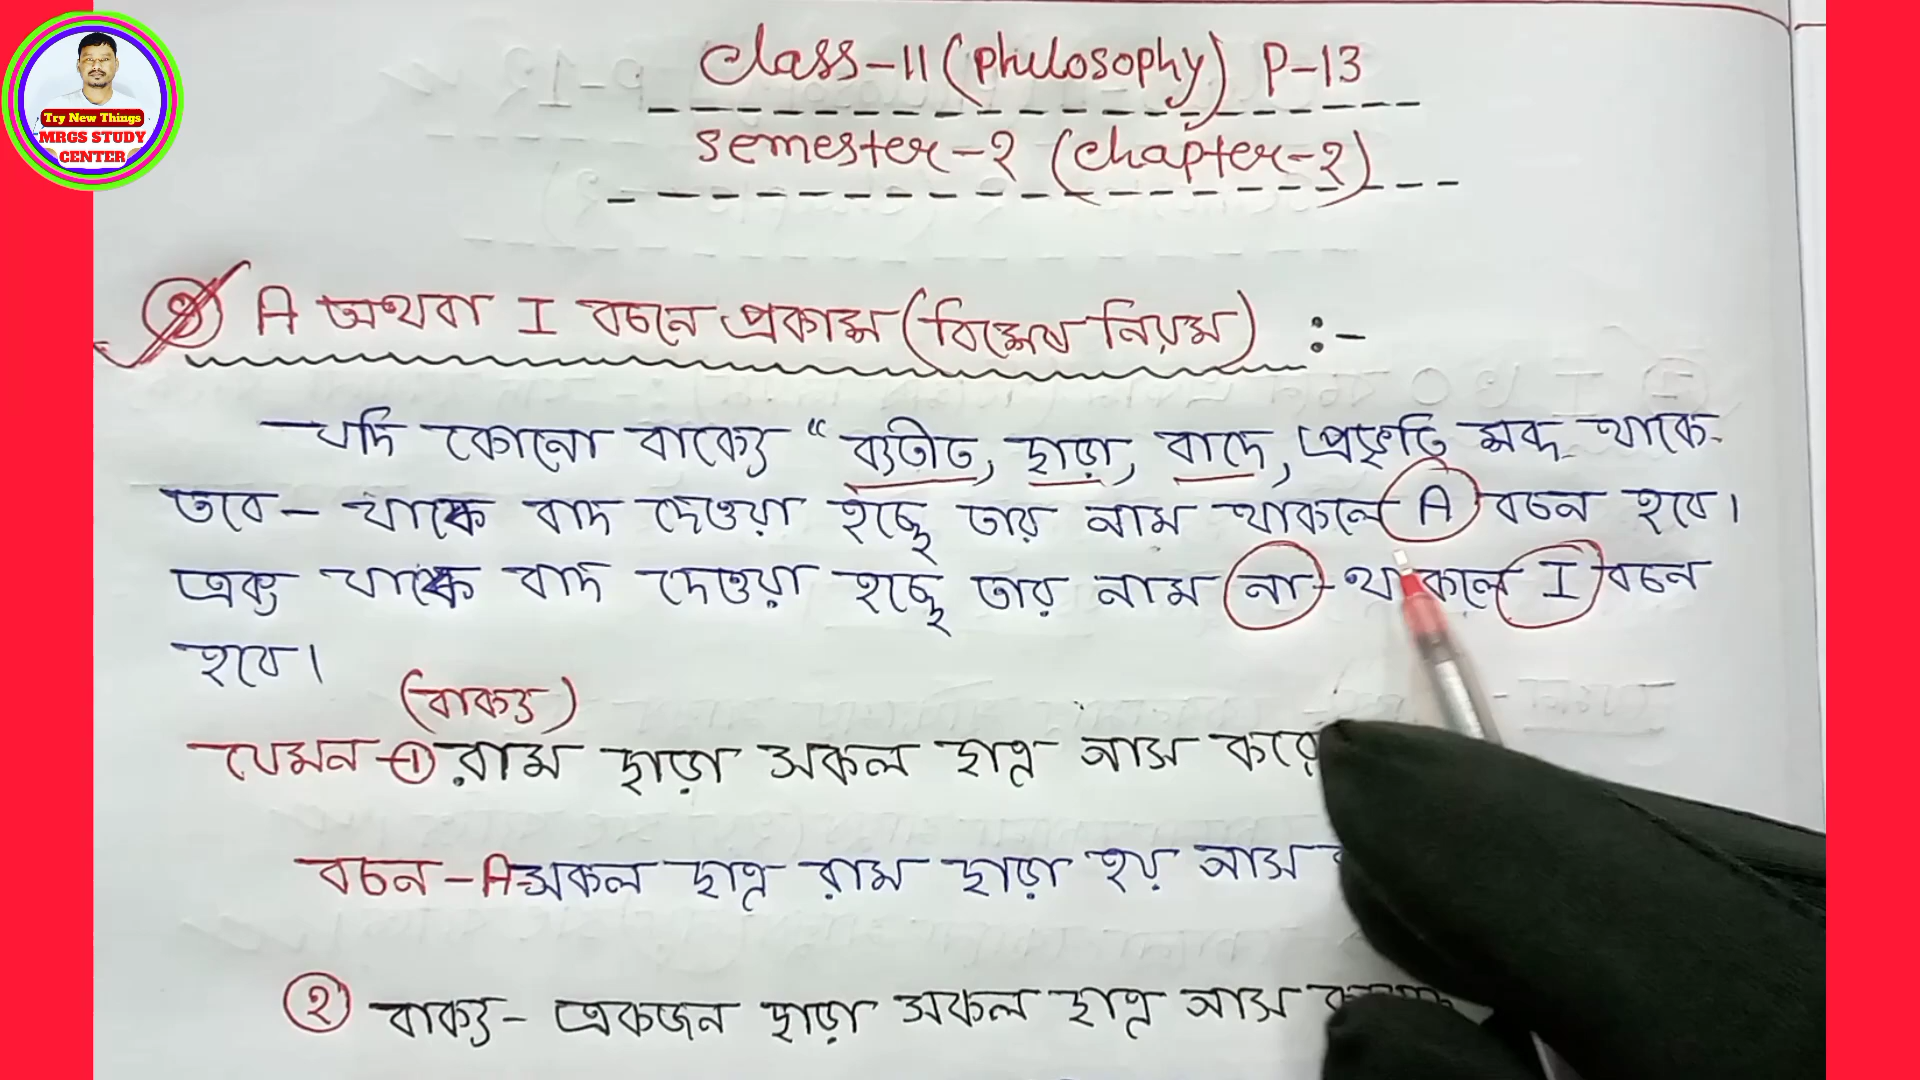 Try New Things
MRGS STUDY
CENTER
Class-11 (Philosophy) P-13
Semester-2 (Chapter-2)
A অথবা I বচনে প্রকাশ (বিশেষ নিয়ম) :-
যদি কোনো বাক্যে " ব্যতীত, ছাড়া, বাদে, প্রভৃতি শব্দ থাকে
তবে - যাকে বাদ দেওয়া হচ্ছে তার নাম থাকলে A বচন হবে।
এবং যাকে বাদ দেওয়া হচ্ছে তার নাম না-থাকলে I বচন
হবে।
(বাক্য)
যেমন - ① রাম ছাড়া সকল ছাত্র পাস করে
বচন - A সকল ছাত্র রাম ছাড়া হয় পাস
② বাক্য - একজন ছাড়া সকল ছাত্র পাস